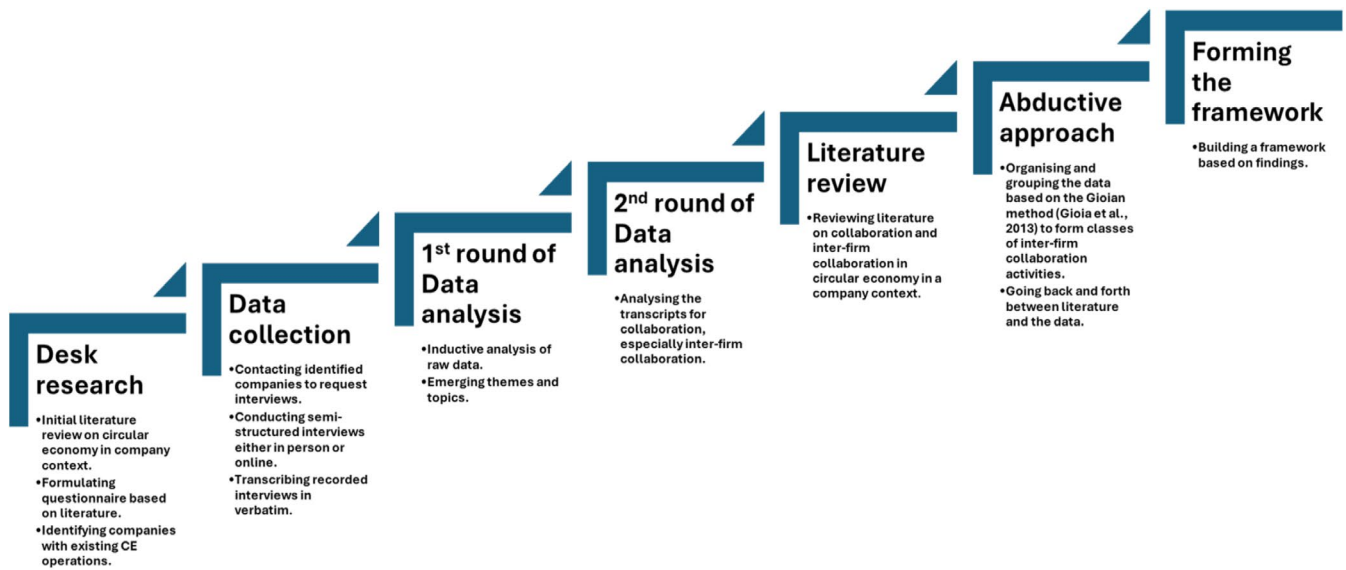 Desk
research
•Initial literature
review on circular
economy in company
context.
•Formulating
questionnaire based
on literature.
•Identifying companies
with existing CE
operations.
Data
collection
•Contacting identified
companies to request
interviews.
•Conducting semi-
structured interviews
either in person or
online.
•Transcribing recorded
interviews in
verbatim.
1st round of
Data
analysis
•Inductive analysis of
raw data.
•Emerging themes and
topics.
2nd round of
Data
analysis
•Analysing the
transcripts for
collaboration,
especially inter-firm
collaboration.
Literature
review
•Reviewing literature
on collaboration and
inter-firm
collaboration in
circular economy in a
company context.
Abductive
approach
•Organising and
grouping the data
based on the Gioian
method (Gioia et al.,
2013) to form classes
of inter-firm
collaboration
activities.
•Going back and forth
between literature
and the data.
Forming
the
framework
•Building a framework
based on findings.